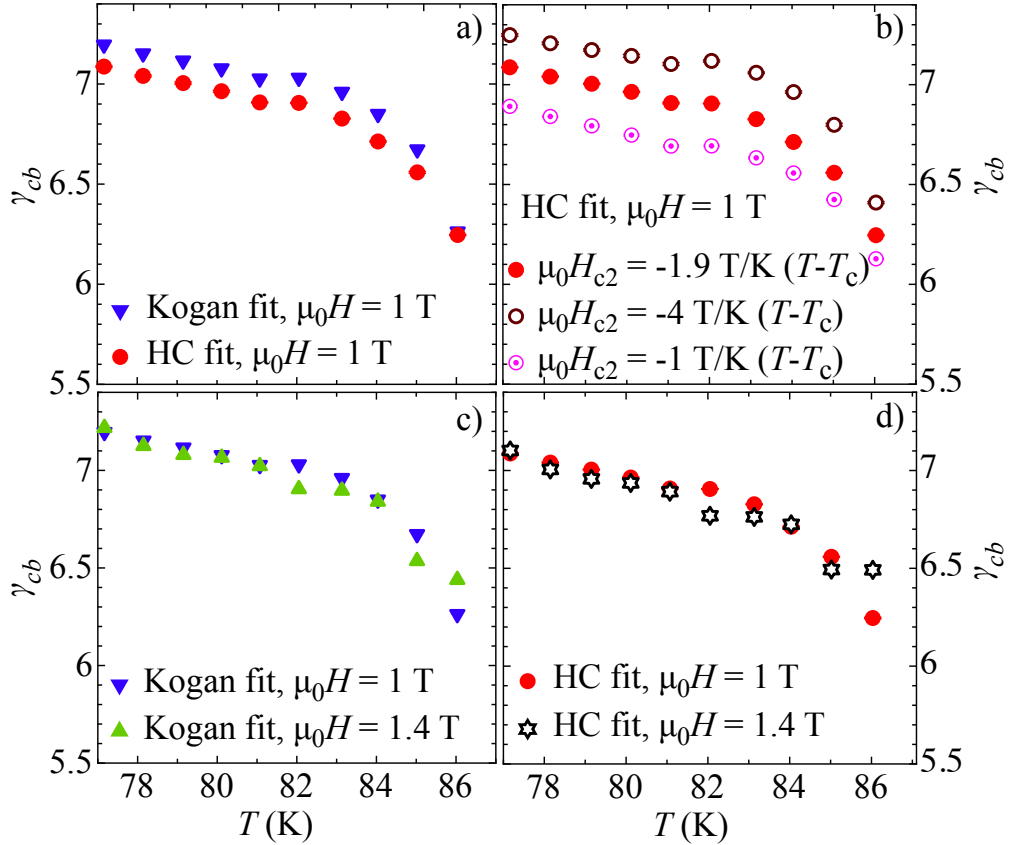 a)
7
6.5
6
5.5
γcb
Kogan fit, μ0H = 1 T
HC fit, μ0H = 1 T
b)
7
6.5
6
5.5
γcb
HC fit, μ0H = 1 T
μ0Hc2 = -1.9 T/K (T-Tc)
μ0Hc2 = -4 T/K (T-Tc)
μ0Hc2 = -1 T/K (T-Tc)
c)
7
6.5
6
5.5
γcb
Kogan fit, μ0H = 1 T
Kogan fit, μ0H = 1.4 T
78 80 82 84 86
T (K)
d)
7
6.5
6
5.5
γcb
HC fit, μ0H = 1 T
HC fit, μ0H = 1.4 T
78 80 82 84 86
T (K)